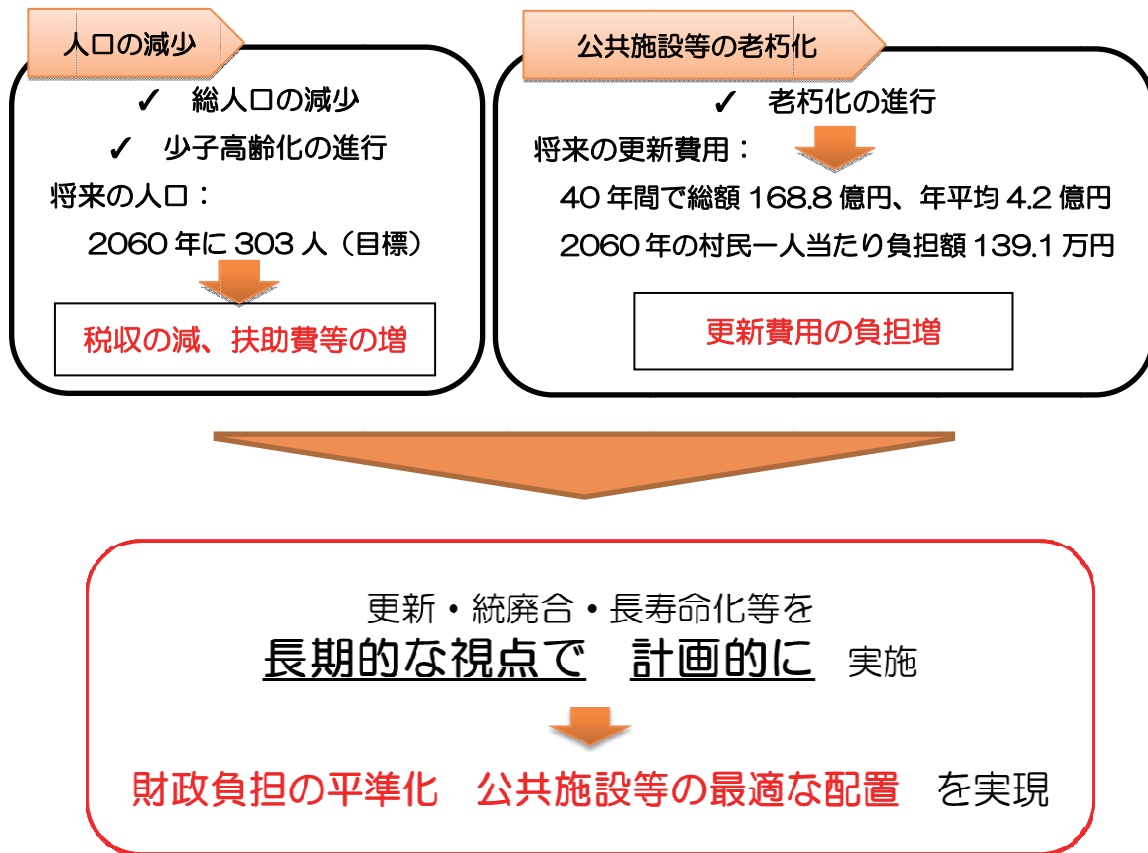 人口の減少
✓ 総人口の減少
✓ 少子高齢化の進行
将来の人口：
2060年に303人（目標）
税収の減、扶助費等の増
公共施設等の老朽化
✓ 老朽化の進行
将来の更新費用：
40年間で総額168.8億円、年平均4.2億円
2060年の村民一人当たり負担額139.1万円
更新費用の負担増
更新・統廃合・長寿命化等を
長期的な視点で 計画的に 実施
財政負担の平準化 公共施設等の最適な配置 を実現